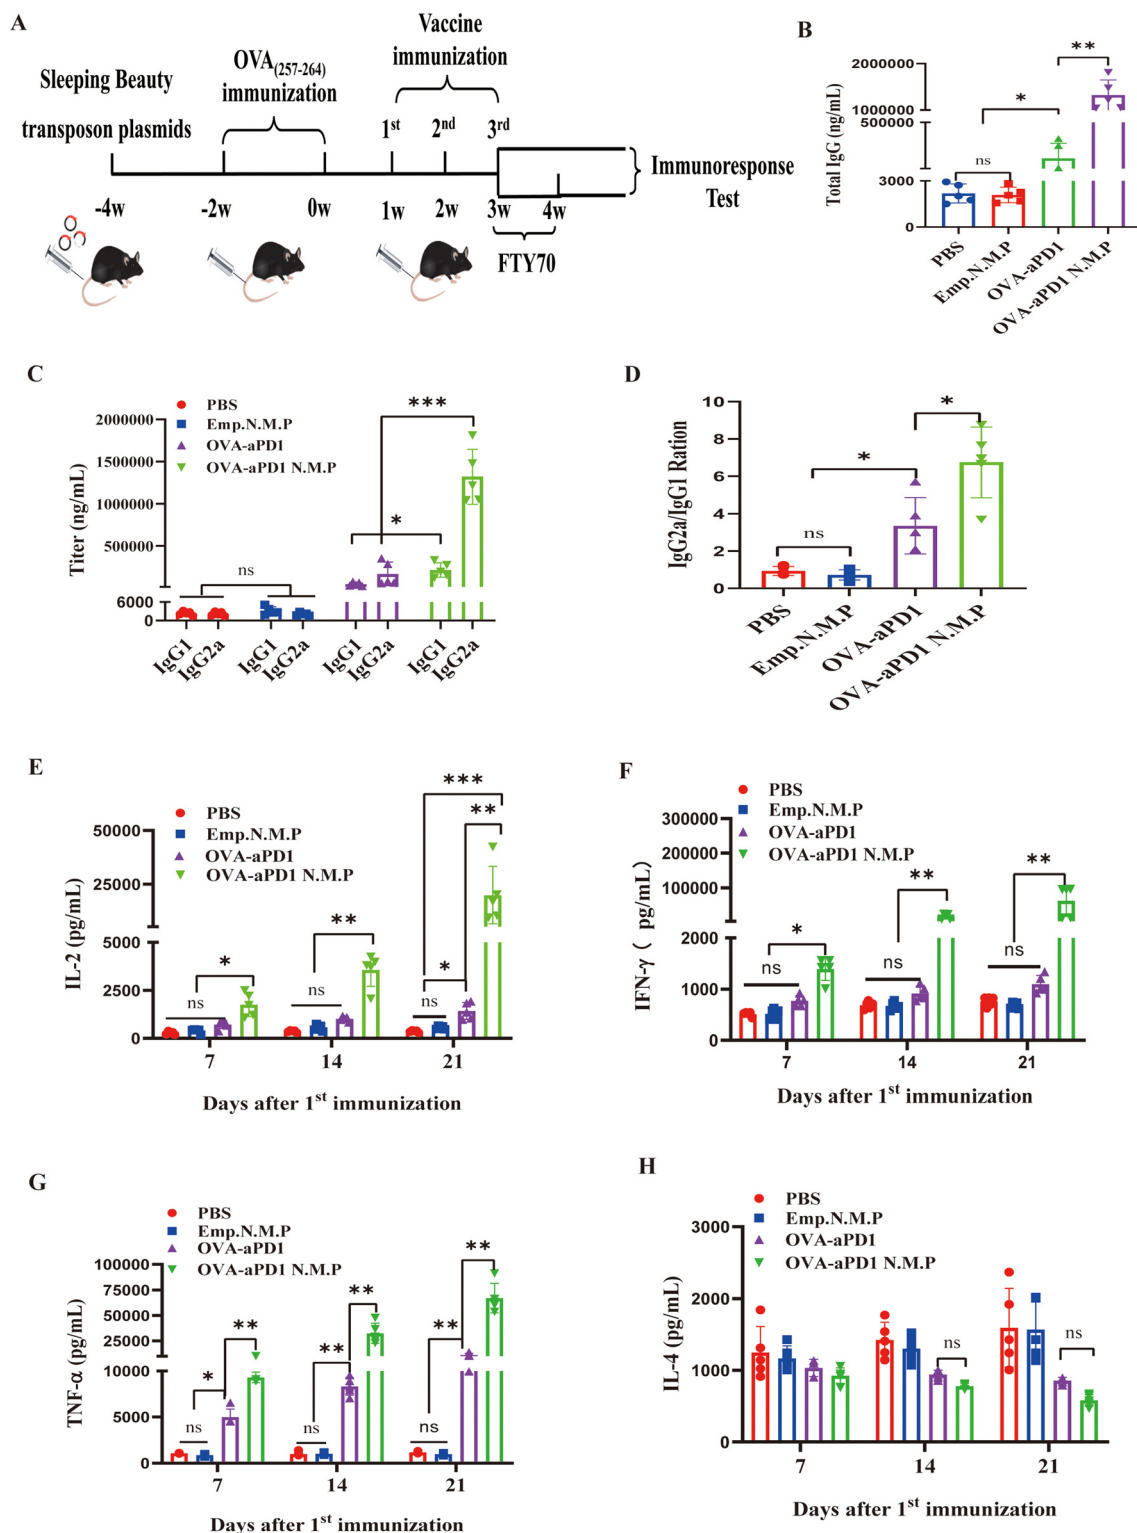 A
Sleeping Beauty
transposon plasmids
OVA(257-264)
immunization
Vaccine
immunization
1st 2nd 3rd
-4w -2w 0w 1w 2w 3w 4w
FTY70
Immunoresponse
Test
B
Total IgG (ng/mL)
2000000
1000000
500000
3000
0
ns
*
**
PBS
Emp.N.M.P
OVA-aPD1
OVA-aPD1 N.M.P
C
PBS
Emp.N.M.P
OVA-aPD1
OVA-aPD1 N.M.P
Titer (ng/mL)
2000000
1500000
1000000
500000
6000
0
ns
*
***
IgG1 IgG2a IgG1 IgG2a IgG1 IgG2a IgG1 IgG2a
D
IgG2a/IgG1 Ration
10
8
6
4
2
0
ns
*
*
PBS
Emp.N.M.P
OVA-aPD1
OVA-aPD1 N.M.P
E
PBS
Emp.N.M.P
OVA-aPD1
OVA-aPD1 N.M.P
IL-2 (pg/mL)
50000
25000
5000
2500
0
ns * ns ** ns * ** ***
7 14 21
Days after 1st immunization
F
PBS
Emp.N.M.P
OVA-aPD1
OVA-aPD1 N.M.P
IFN-γ ( pg/mL)
300000
200000
100000
2000
1000
0
ns * ns ** ns **
7 14 21
Days after 1st immunization
G
PBS
Emp.N.M.P
OVA-aPD1
OVA-aPD1 N.M.P
TNF-α (pg/mL)
100000
75000
50000
25000
10000
5000
0
ns * ** ns ** ** ns ** **
7 14 21
Days after 1st immunization
H
PBS
Emp.N.M.P
OVA-aPD1
OVA-aPD1 N.M.P
IL-4 (pg/mL)
3000
2000
1000
0
ns ns
7 14 21
Days after 1st immunization